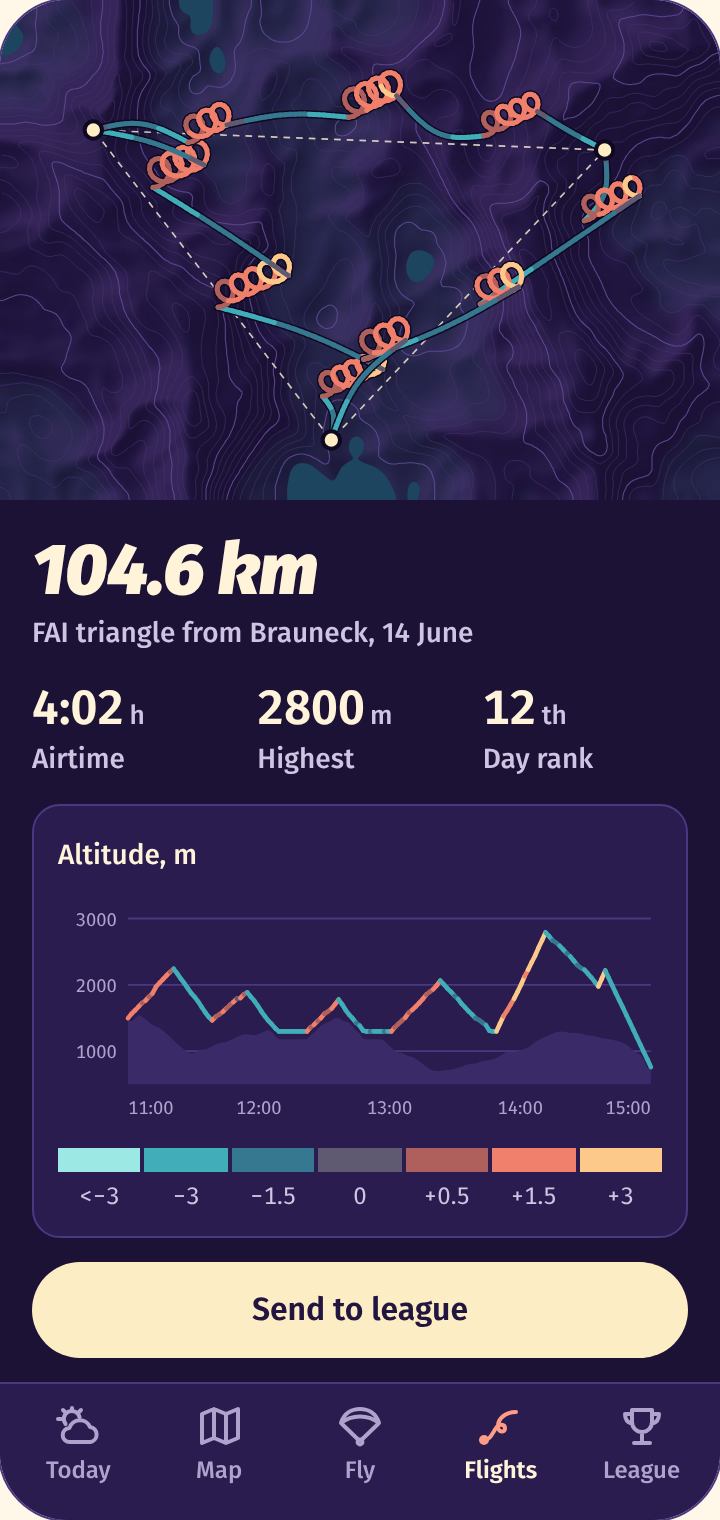 104.6 km
FAI triangle from Brauneck, 14 June
4:02 h 2800 m 12 th
Airtime Highest Day rank
Altitude, m
3000
2000
1000
11:00 12:00 13:00 14:00 15:00
<−3 −3 −1.5 0 +0.5 +1.5 +3
Send to league
Today Map Fly Flights League